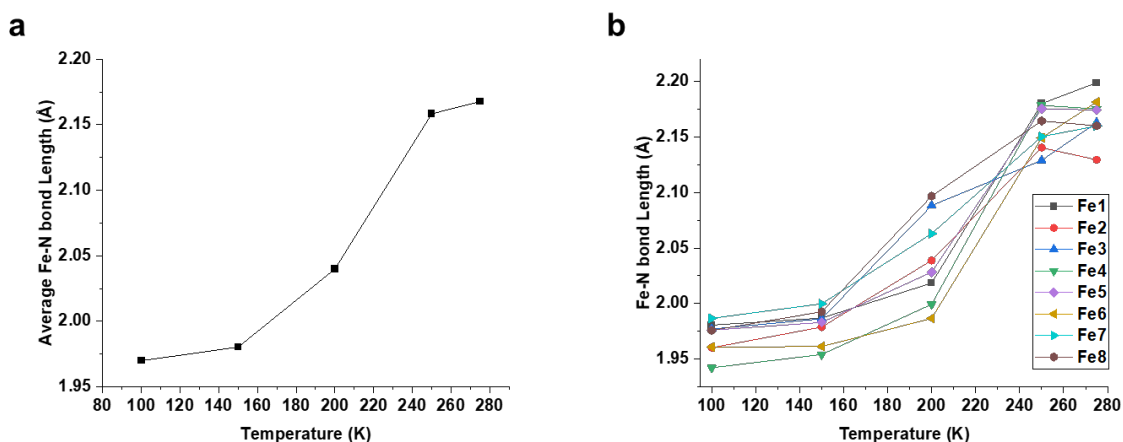 a
2.20
2.15
2.10
2.05
2.00
1.95
Average Fe-N bond Length (Å)
80 100 120 140 160 180 200 220 240 260 280
Temperature (K)
b
2.20
2.15
2.10
2.05
2.00
1.95
Fe-N bond Length (Å)
Fe1
Fe2
Fe3
Fe4
Fe5
Fe6
Fe7
Fe8
100 120 140 160 180 200 220 240 260 280
Temperature (K)